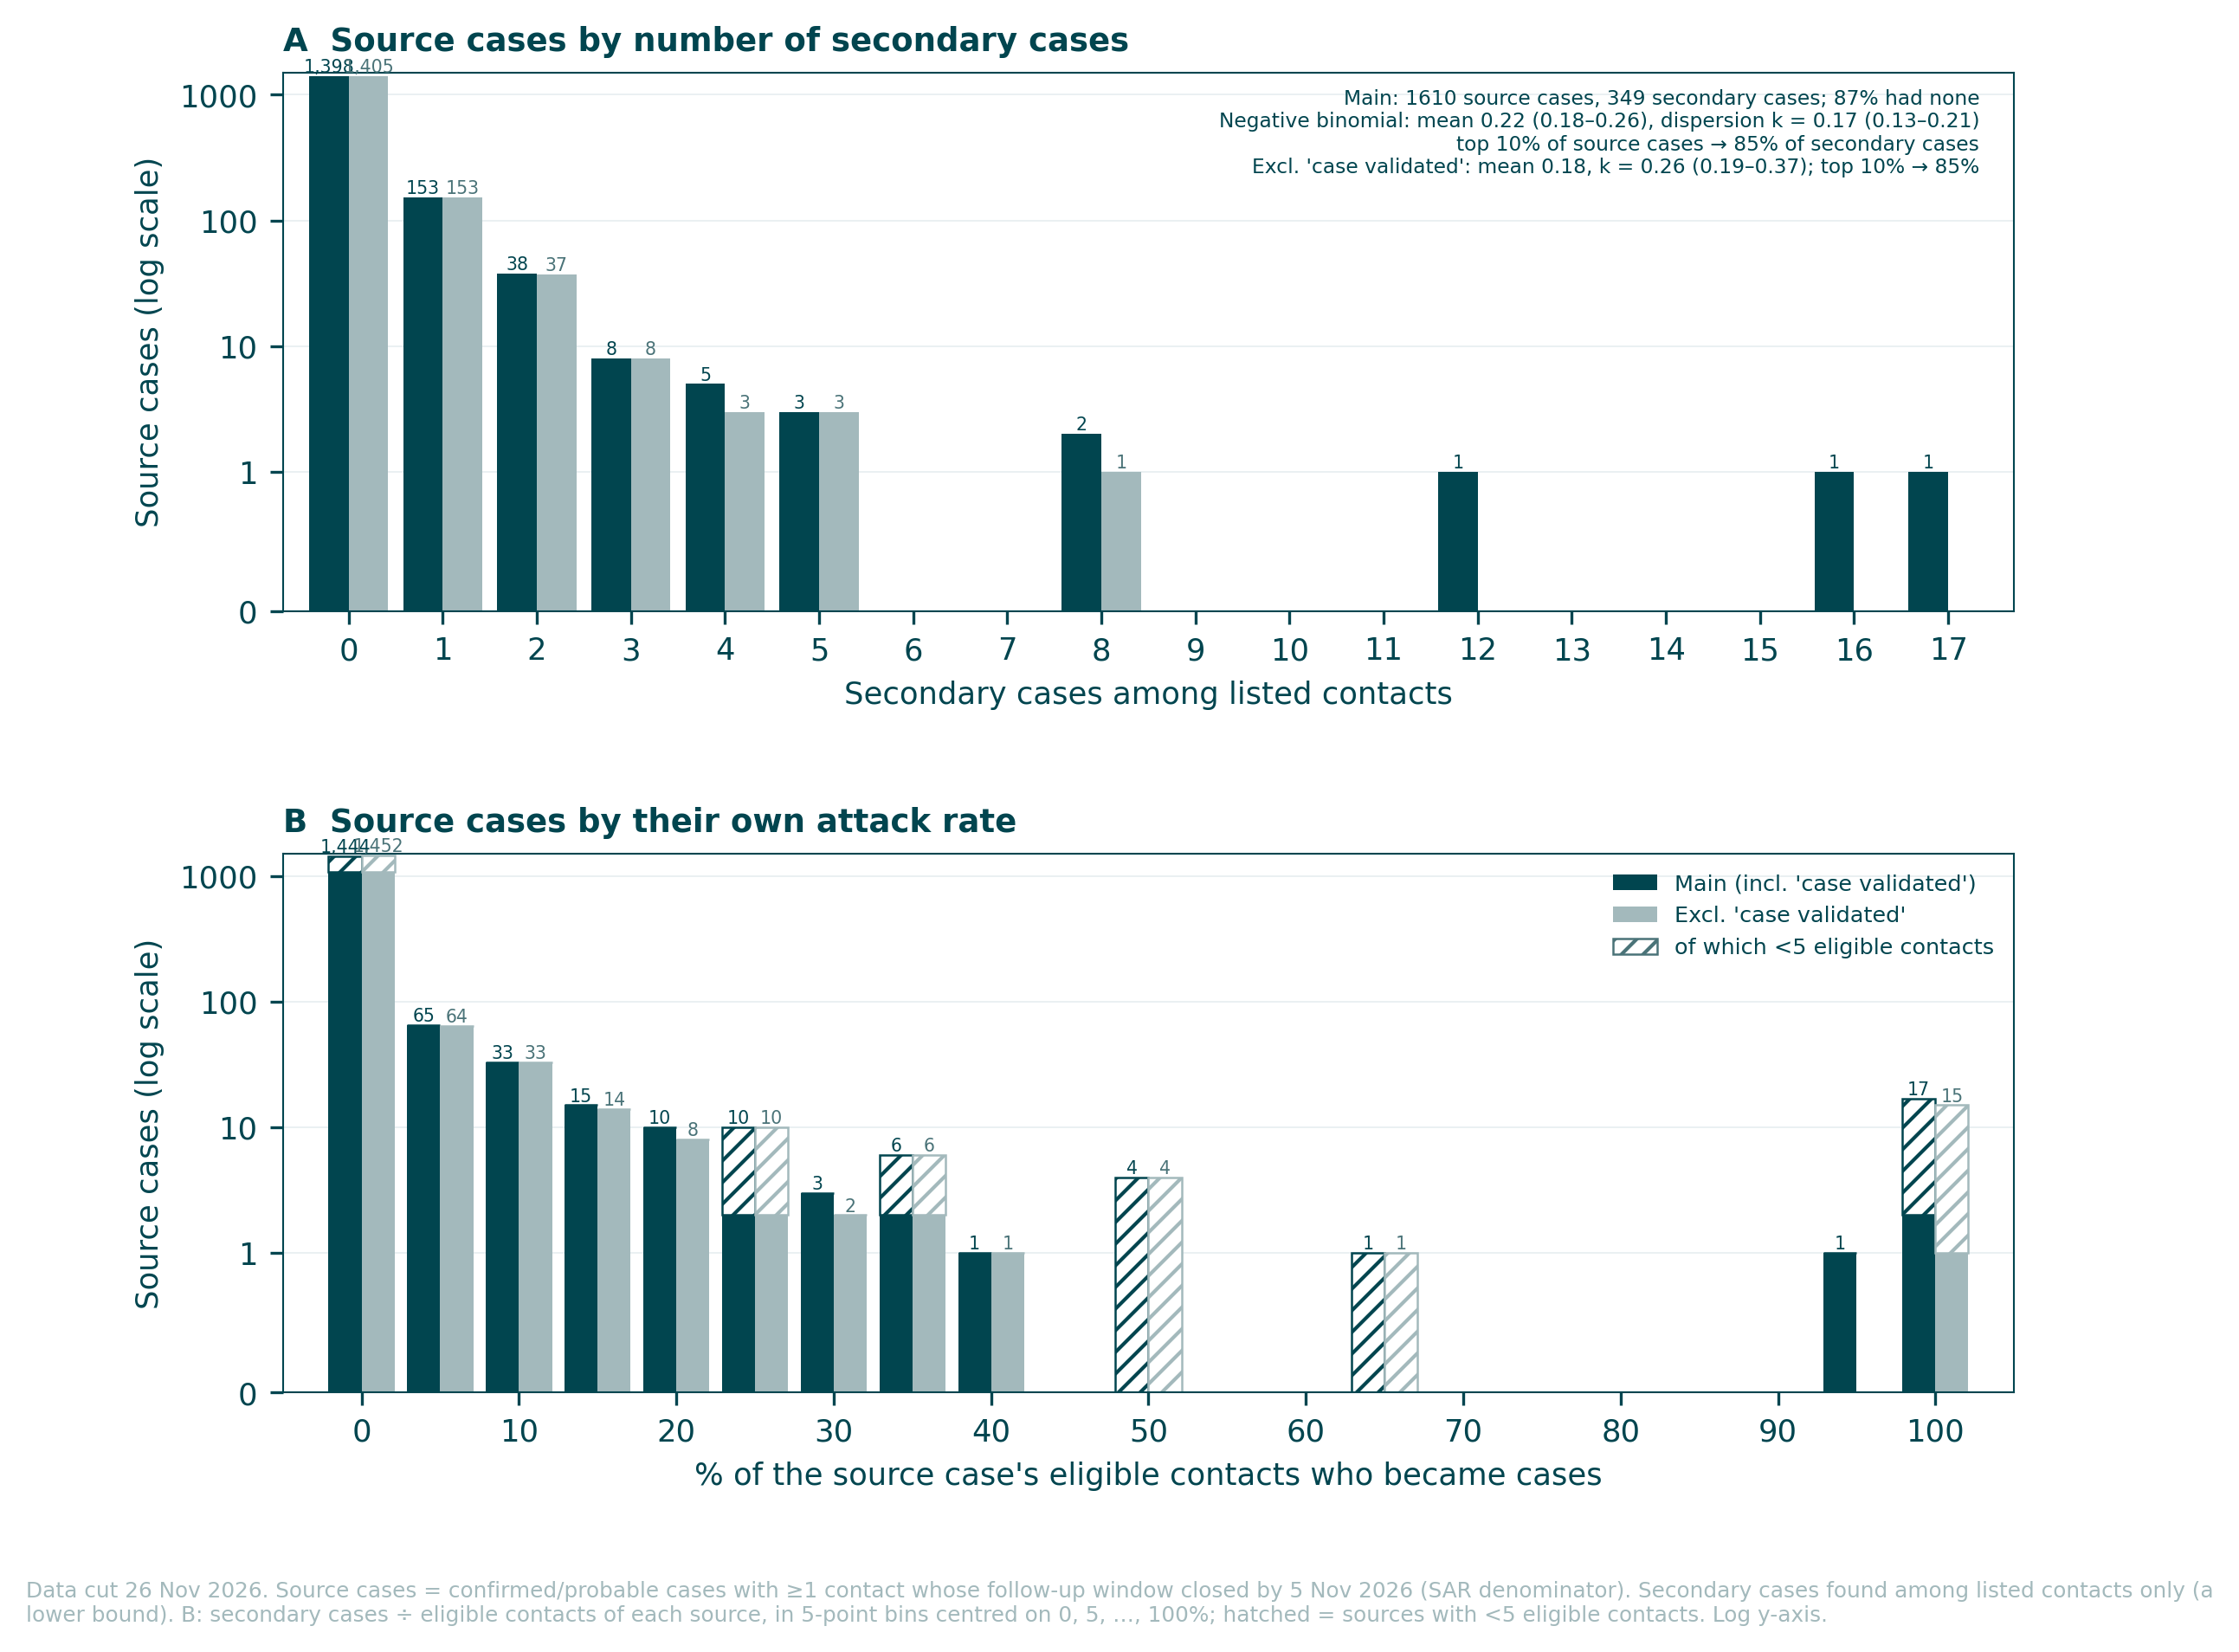 A  Source cases by number of secondary cases
1,398 1,405
153 153
38 37
8 8
5 3
3 3
2 1
1
1
1
Main: 1610 source cases, 349 secondary cases; 87% had none
Negative binomial: mean 0.22 (0.18–0.26), dispersion k = 0.17 (0.13–0.21)
top 10% of source cases → 85% of secondary cases
Excl. 'case validated': mean 0.18, k = 0.26 (0.19–0.37); top 10% → 85%
Source cases (log scale)
1000
100
10
1
0
0 1 2 3 4 5 6 7 8 9 10 11 12 13 14 15 16 17
Secondary cases among listed contacts
B  Source cases by their own attack rate
1,444 1,452
65 64
33 33
15 14
10 8
10 10
3 2
6 6
1 1
4 4
1 1
1
17 15
Main (incl. 'case validated')
Excl. 'case validated'
of which <5 eligible contacts
Source cases (log scale)
1000
100
10
1
0
0 10 20 30 40 50 60 70 80 90 100
% of the source case's eligible contacts who became cases
Data cut 26 Nov 2026. Source cases = confirmed/probable cases with ≥1 contact whose follow-up window closed by 5 Nov 2026 (SAR denominator). Secondary cases found among listed contacts only (a
lower bound). B: secondary cases ÷ eligible contacts of each source, in 5-point bins centred on 0, 5, …, 100%; hatched = sources with <5 eligible contacts. Log y-axis.